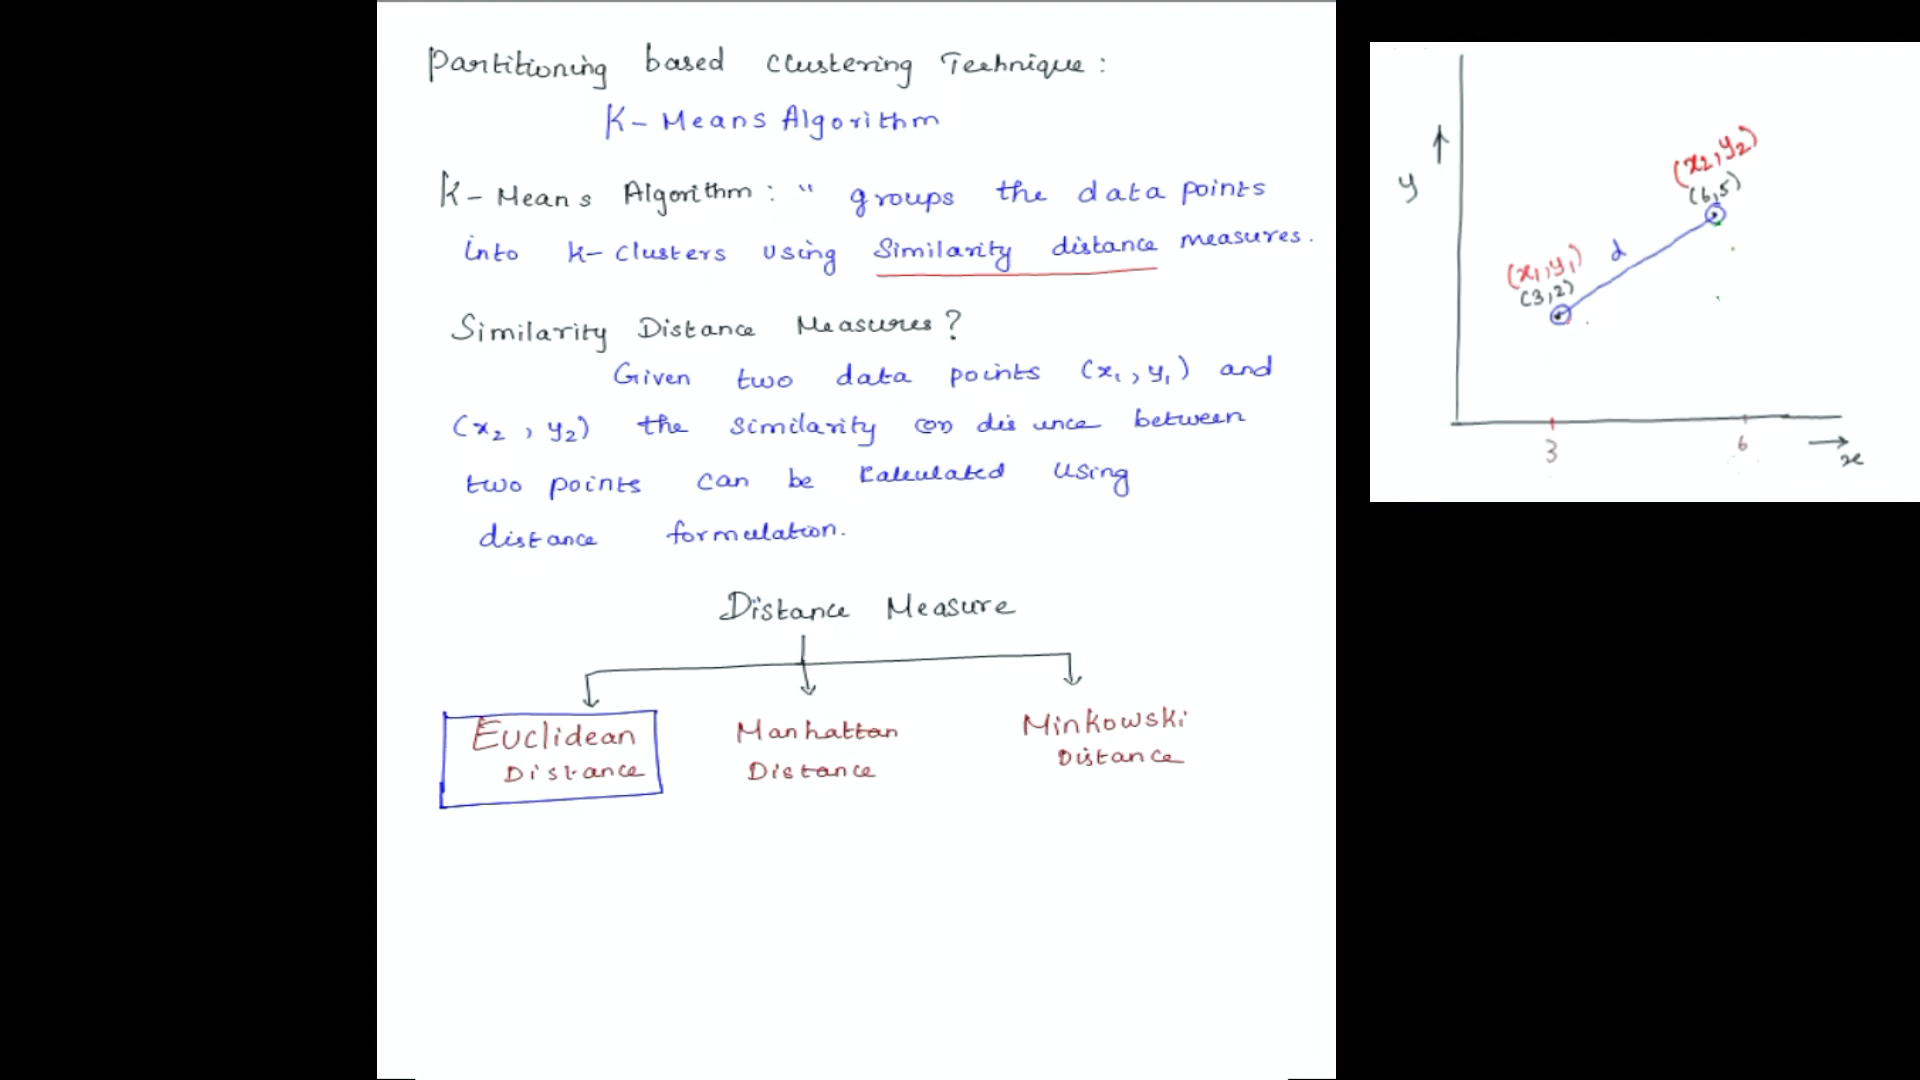 Partitioning based Clustering Technique :
K- Means Algorithm
K- Means Algorithm : " groups the data points
into k- clusters using Similarity distance measures.
Similarity Distance Measures ?
Given two data points (x₁, y₁) and
(x₂, y₂) the similarity between
two points can be calculated using
distance formulation.
Distance Measure
Euclidean
Distance
Manhattan
Distance
Minkowski
Distance
y
(x₂, y₂)
(6,5)
d
(x₁, y₁)
(3,2)
3
6
x